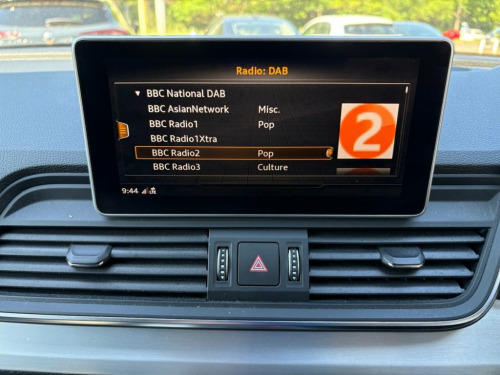 Radio: DAB
BBC National DAB
BBC AsianNetwork Misc.
BBC Radio1 Pop
BBC Radio1Xtra
BBC Radio2 Pop
BBC Radio3 Culture
2
9:44